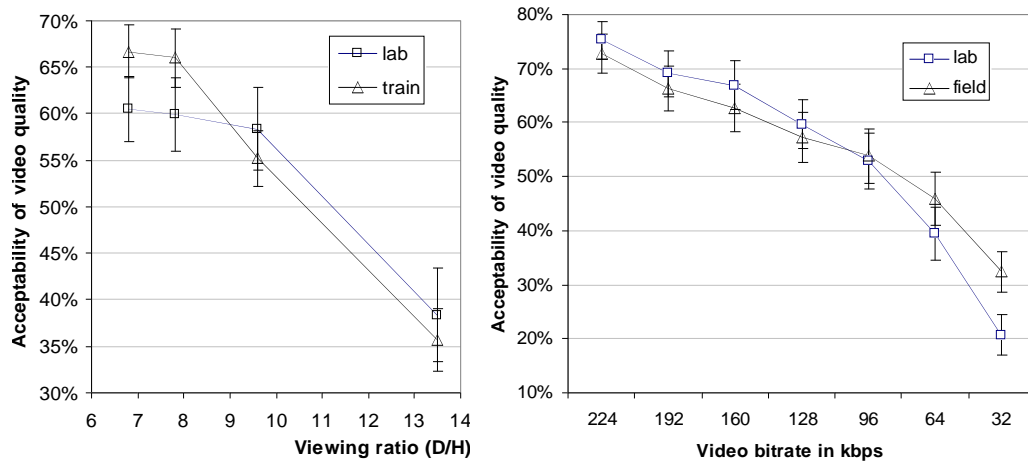 Acceptability of video quality
70%
65%
60%
55%
50%
45%
40%
35%
30%
lab
train
6 7 8 9 10 11 12 13 14
Viewing ratio (D/H)
Acceptability of video quality
80%
70%
60%
50%
40%
30%
20%
10%
lab
field
224 192 160 128 96 64 32
Video bitrate in kbps